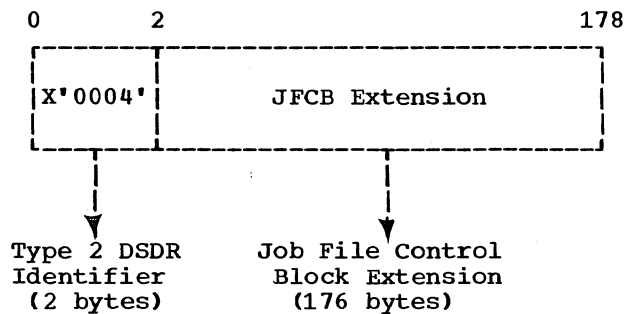 0 2 178
X'0004' JFCB Extension
Type 2 DSDR Job File Control
Identifier Block Extension
(2 bytes) (176 bytes)